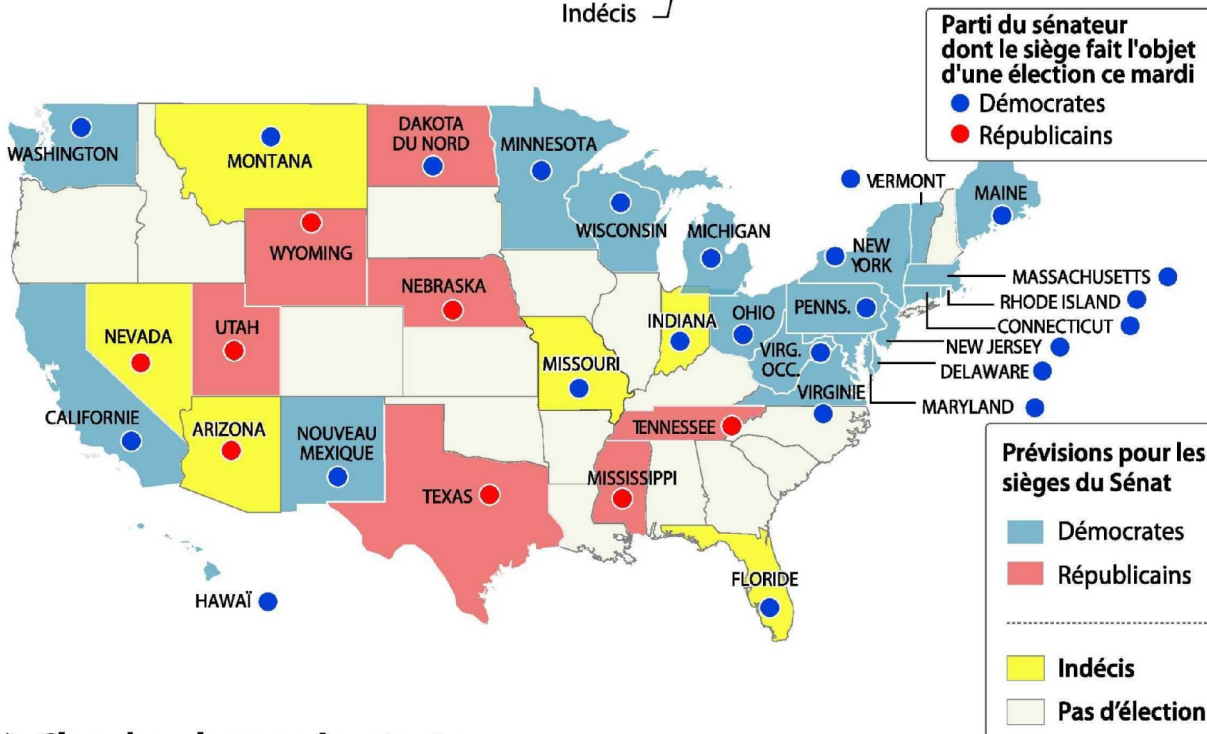 Indécis
Parti du sénateur
dont le siège fait l'objet
d'une élection ce mardi
Démocrates
Républicains
WASHINGTON
MONTANA
DAKOTA
DU NORD
MINNESOTA
VERMONT
MAINE
WYOMING
WISCONSIN
MICHIGAN
NEW
YORK
MASSACHUSETTS
RHODE ISLAND
CONNECTICUT
NEW JERSEY
DELAWARE
MARYLAND
NEBRASKA
NEVADA
UTAH
MISSOURI
INDIANA
OHIO
PENNS.
VIRG.
OCC.
VIRGINIE
CALIFORNIE
ARIZONA
NOUVEAU
MEXIQUE
TENNESSEE
TEXAS
MISSISSIPPI
FLORIDE
HAWAÏ
Prévisions pour les
sièges du Sénat
Démocrates
Républicains
Indécis
Pas d'élection